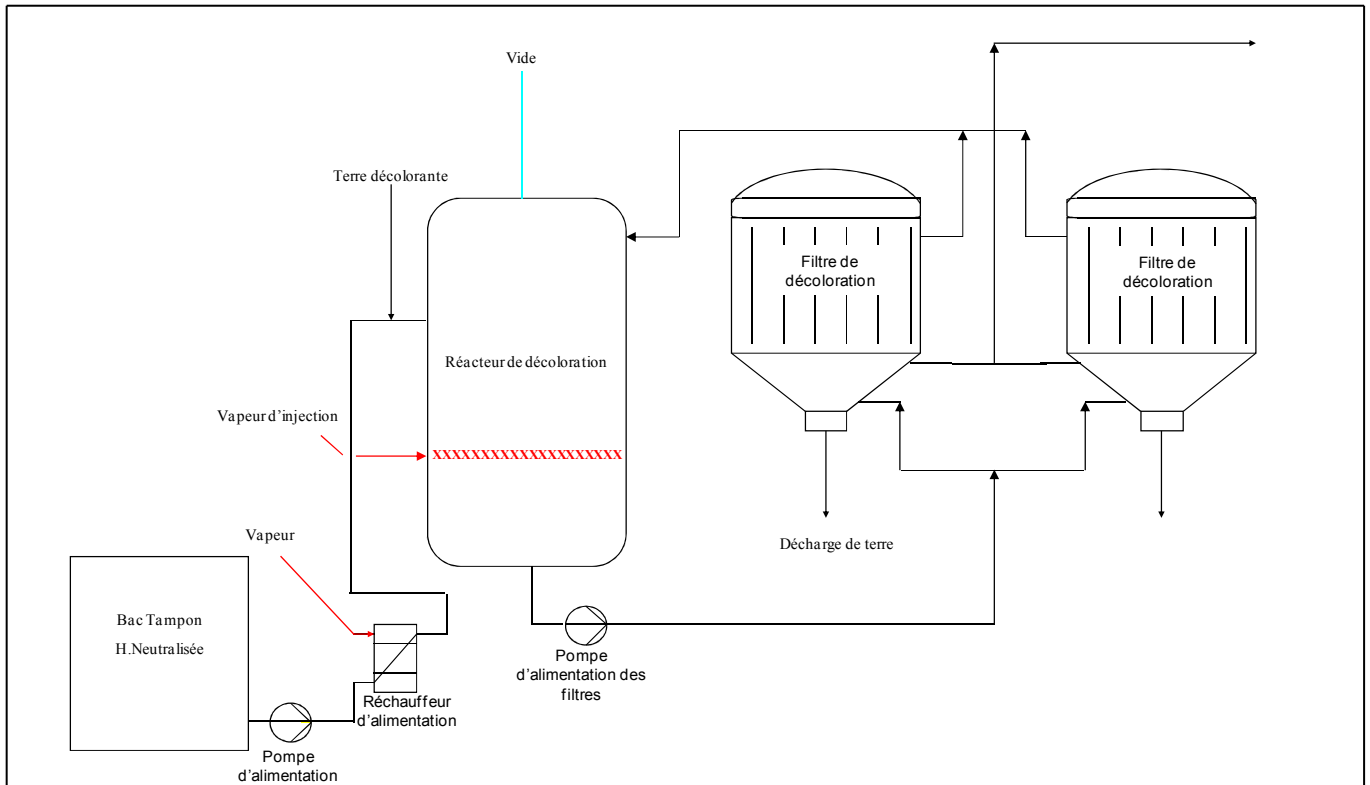 Vide
Terre décolorante
Filtre de
décoloration
Filtre de
décoloration
Réacteur de décoloration
Vapeur d'injection
XXXXXXXXXXXXXXXXXXXX
Vapeur
Décharge de terre
Bac Tampon
H.Neutralisée
Pompe
d'alimentation des
filtres
Réchauffeur
d'alimentation
Pompe
d'alimentation